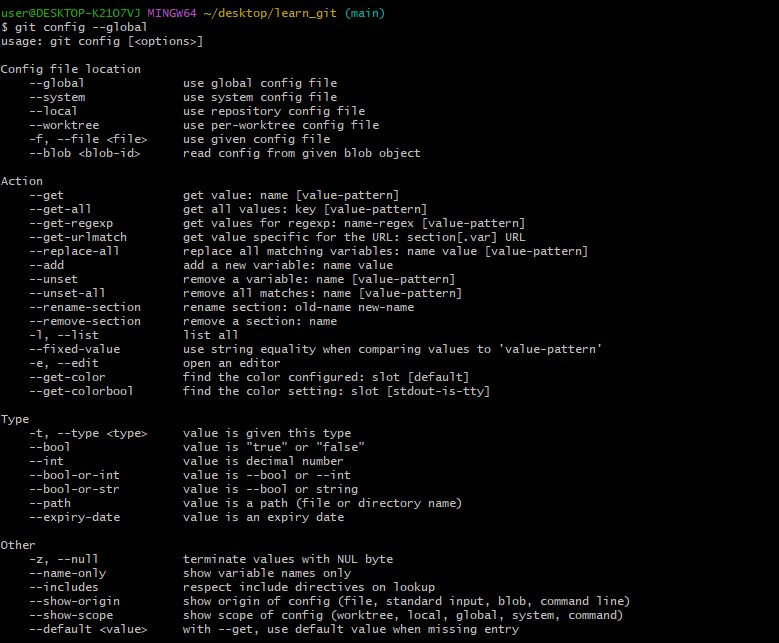 user@DESKTOP-K21O7VJ MINGW64 ~/desktop/learn_git (main)
$ git config --global
usage: git config [<options>]

Config file location
    --global              use global config file
    --system              use system config file
    --local               use repository config file
    --worktree            use per-worktree config file
    -f, --file <file>     use given config file
    --blob <blob-id>      read config from given blob object

Action
    --get                 get value: name [value-pattern]
    --get-all             get all values: key [value-pattern]
    --get-regexp          get values for regexp: name-regex [value-pattern]
    --get-urlmatch        get value specific for the URL: section[.var] URL
    --replace-all         replace all matching variables: name value [value-pattern]
    --add                 add a new variable: name value
    --unset               remove a variable: name [value-pattern]
    --unset-all           remove all matches: name [value-pattern]
    --rename-section      rename section: old-name new-name
    --remove-section      remove a section: name
    -l, --list            list all
    --fixed-value         use string equality when comparing values to 'value-pattern'
    -e, --edit            open an editor
    --get-color           find the color configured: slot [default]
    --get-colorbool       find the color setting: slot [stdout-is-tty]

Type
    -t, --type <type>     value is given this type
    --bool                value is "true" or "false"
    --int                 value is decimal number
    --bool-or-int         value is --bool or --int
    --bool-or-str         value is --bool or string
    --path                value is a path (file or directory name)
    --expiry-date         value is an expiry date

Other
    -z, --null            terminate values with NUL byte
    --name-only           show variable names only
    --includes            respect include directives on lookup
    --show-origin         show origin of config (file, standard input, blob, command line)
    --show-scope          show scope of config (worktree, local, global, system, command)
    --default <value>     with --get, use default value when missing entry